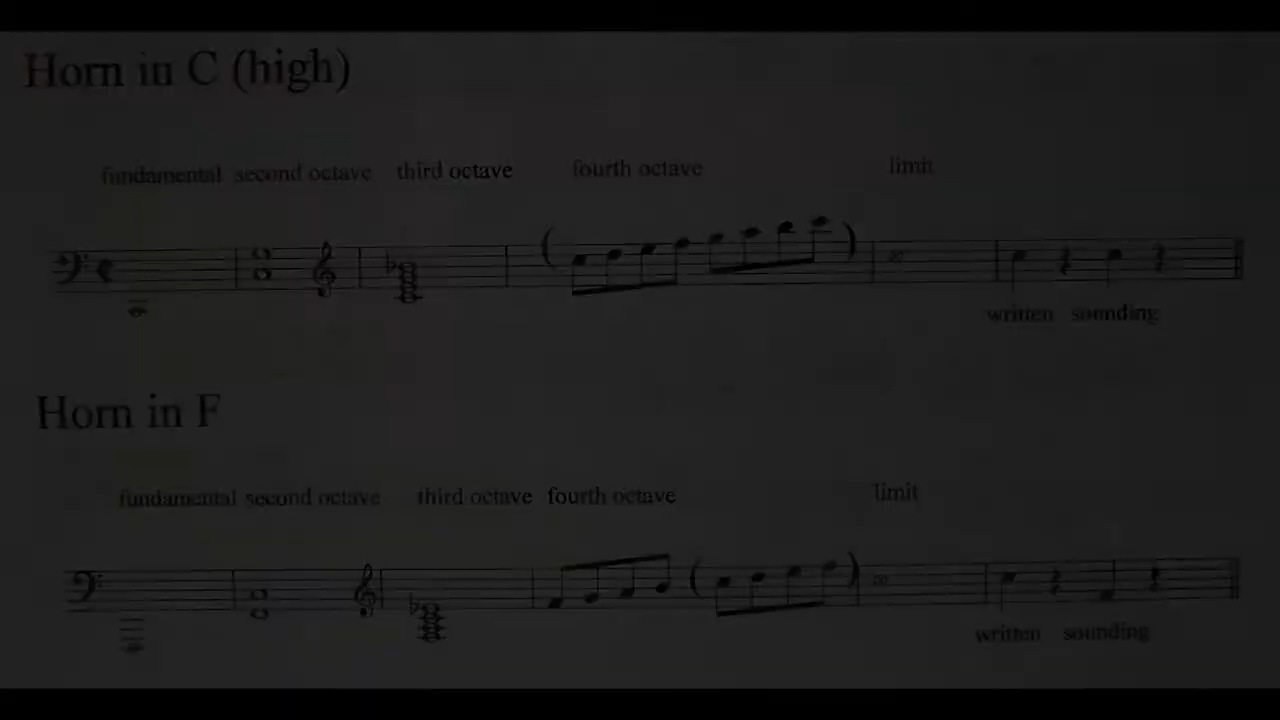 Horn in C (high)
fundamental second octave third octave fourth octave limit
written sounding
Horn in F
fundamental second octave third octave fourth octave limit
written sounding